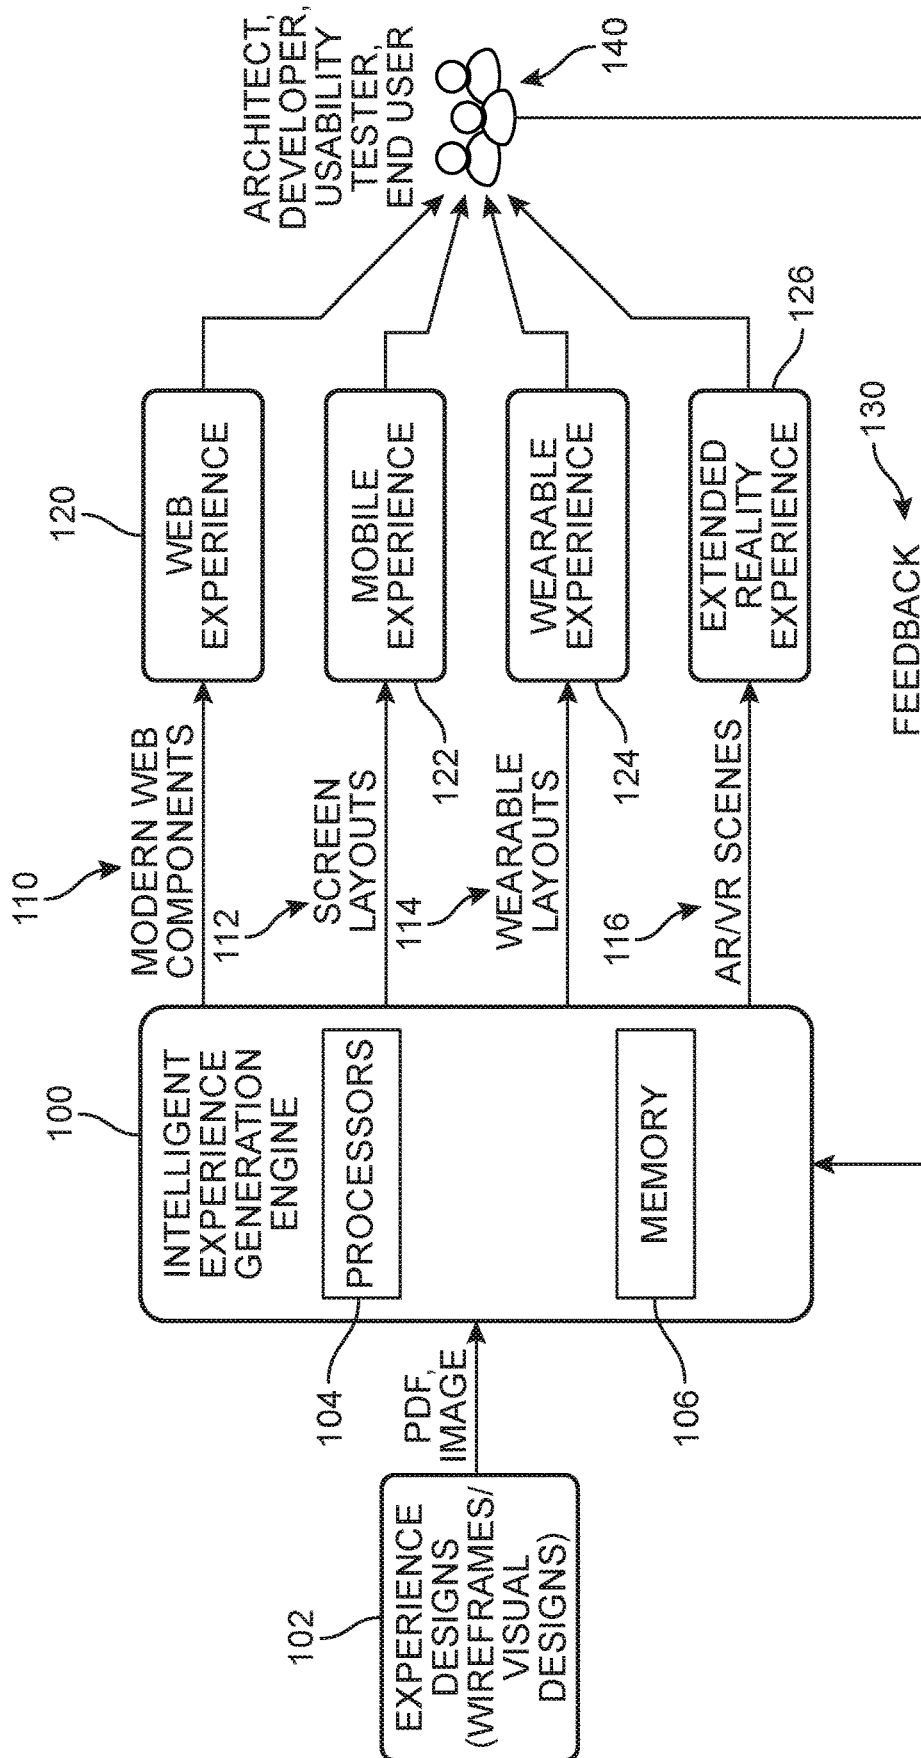 102
EXPERIENCE
DESIGNS
(WIREFRAMES/
VISUAL
DESIGNS)
PDF,
IMAGE
100
INTELLIGENT
EXPERIENCE
GENERATION
ENGINE
104
PROCESSORS
106
MEMORY
110
MODERN WEB
COMPONENTS
112
SCREEN
LAYOUTS
114
WEARABLE
LAYOUTS
116
AR/VR SCENES
120
WEB
EXPERIENCE
122
MOBILE
EXPERIENCE
124
WEARABLE
EXPERIENCE
126
EXTENDED
REALITY
EXPERIENCE
ARCHITECT,
DEVELOPER,
USABILITY
TESTER,
END USER
140
FEEDBACK
130